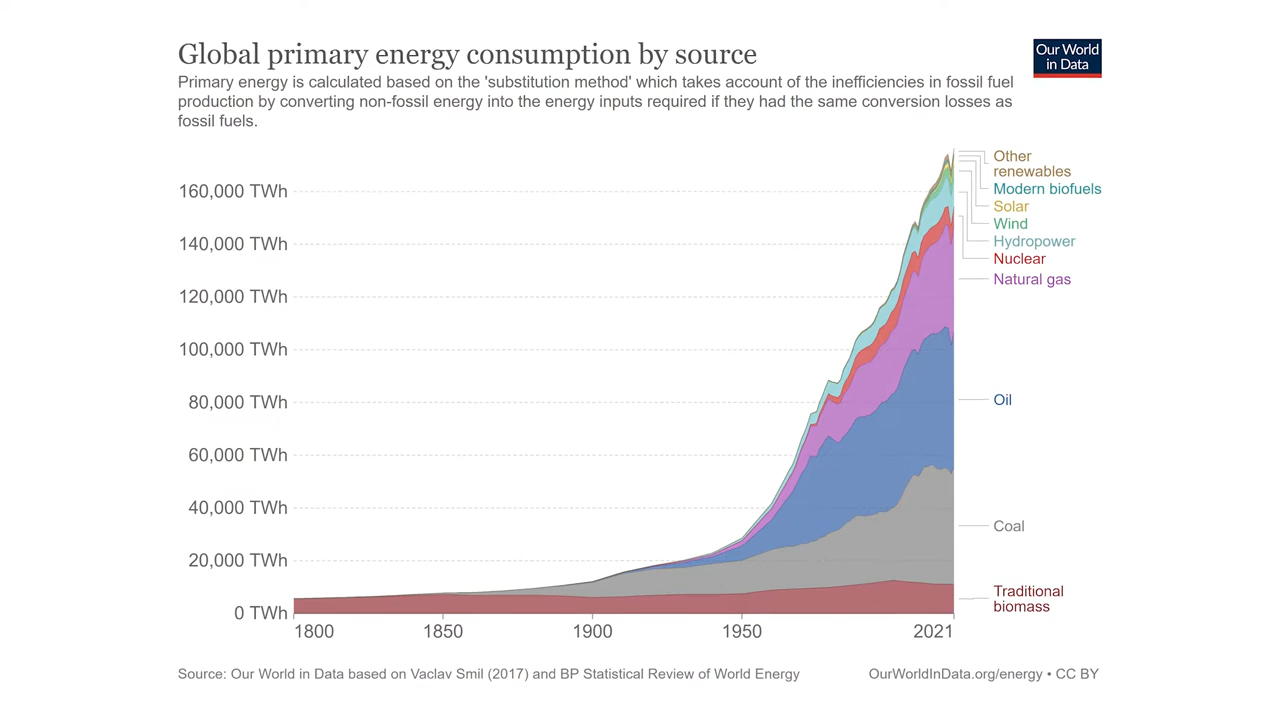 Global primary energy consumption by source
Our World
in Data
Primary energy is calculated based on the 'substitution method' which takes account of the inefficiencies in fossil fuel
production by converting non-fossil energy into the energy inputs required if they had the same conversion losses as
fossil fuels.
160,000 TWh
140,000 TWh
120,000 TWh
100,000 TWh
80,000 TWh
60,000 TWh
40,000 TWh
20,000 TWh
0 TWh
1800
1850
1900
1950
2021
Other
renewables
Modern biofuels
Solar
Wind
Hydropower
Nuclear
Natural gas
Oil
Coal
Traditional
biomass
Source: Our World in Data based on Vaclav Smil (2017) and BP Statistical Review of World Energy
OurWorldInData.org/energy • CC BY